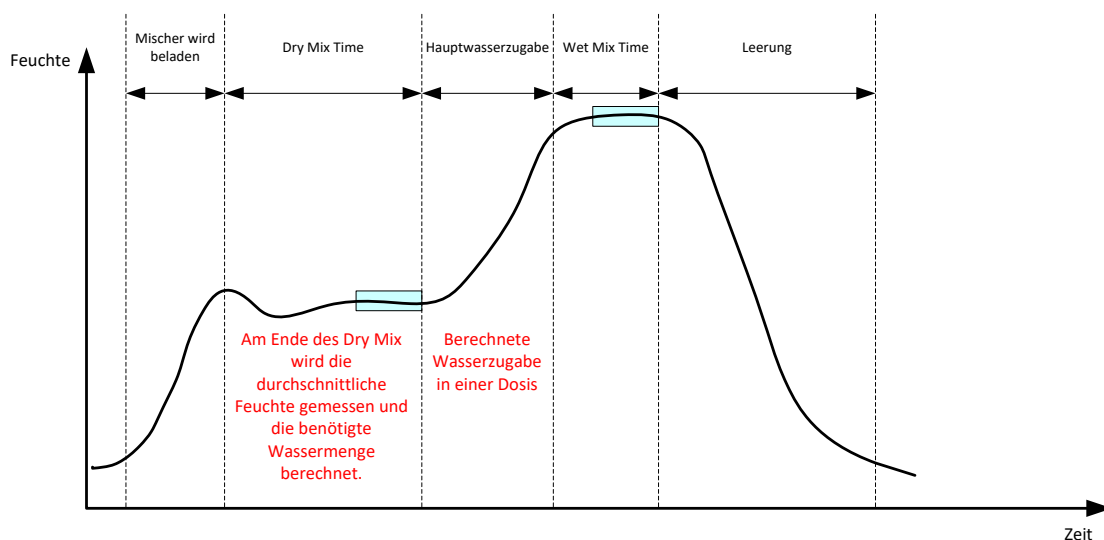 Feuchte
Mischer wird
beladen
Dry Mix Time
Hauptwasserzugabe
Wet Mix Time
Leerung
Am Ende des Dry Mix
wird die
durchschnittliche
Feuchte gemessen und
die benötigte
Wassermenge
berechnet.
Berechnete
Wasserzugabe
in einer Dosis
Zeit